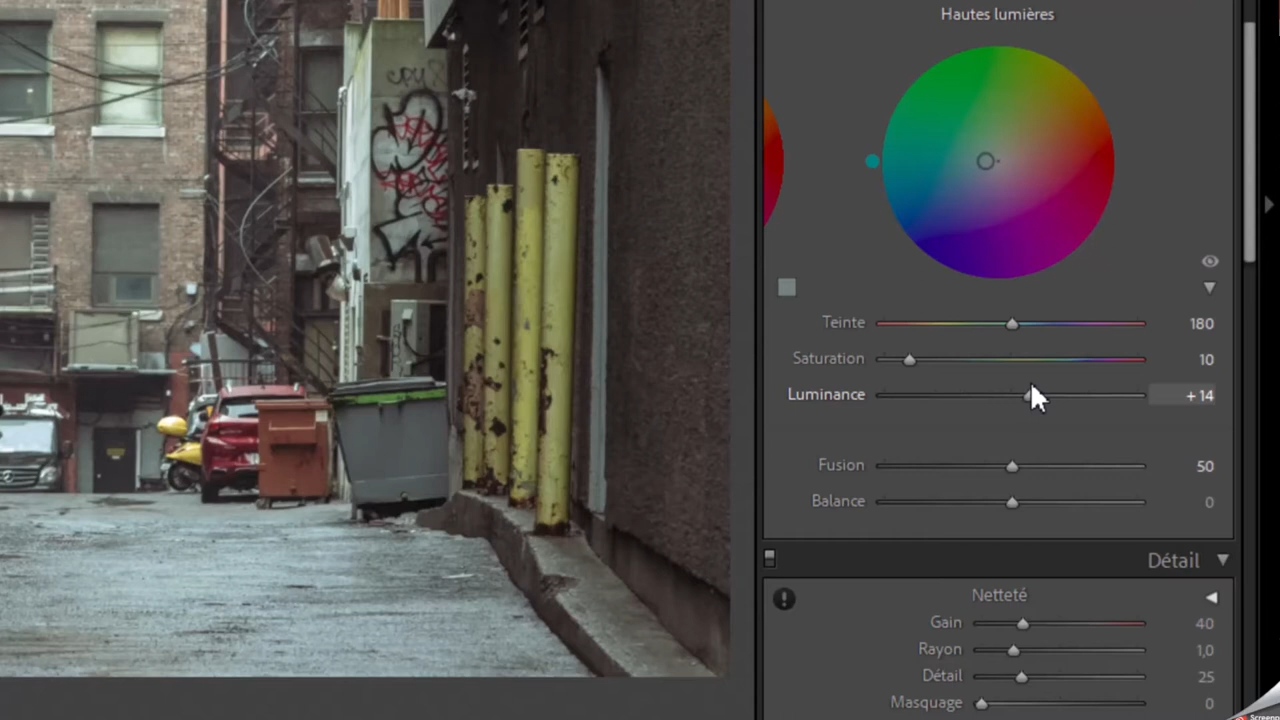 Hautes lumières
Teinte 180
Saturation 10
Luminance + 14
Fusion 50
Balance 0
Détail
Netteté
Gain 40
Rayon 1,0
Détail 25
Masquage 0